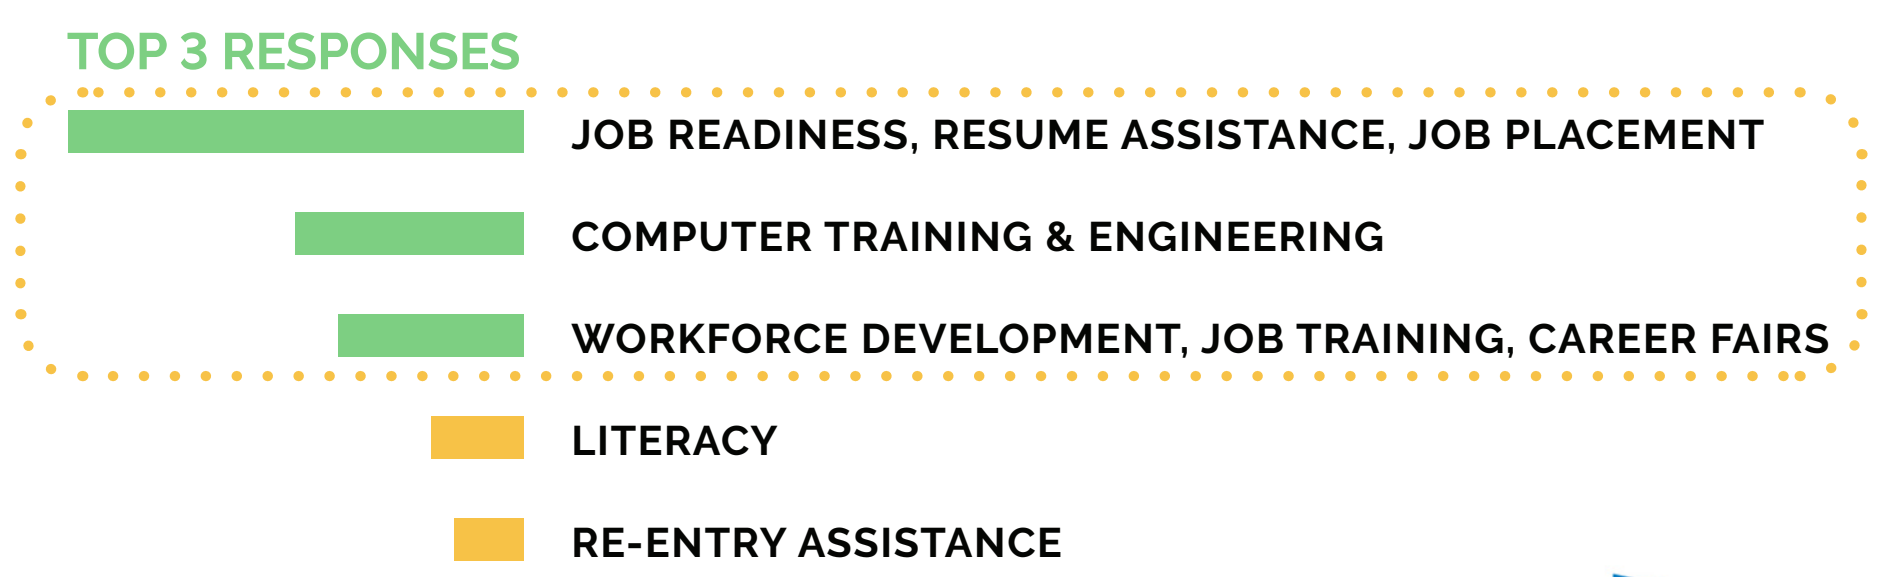 TOP 3 RESPONSES
JOB READINESS, RESUME ASSISTANCE, JOB PLACEMENT
COMPUTER TRAINING & ENGINEERING
WORKFORCE DEVELOPMENT, JOB TRAINING, CAREER FAIRS
LITERACY
RE-ENTRY ASSISTANCE